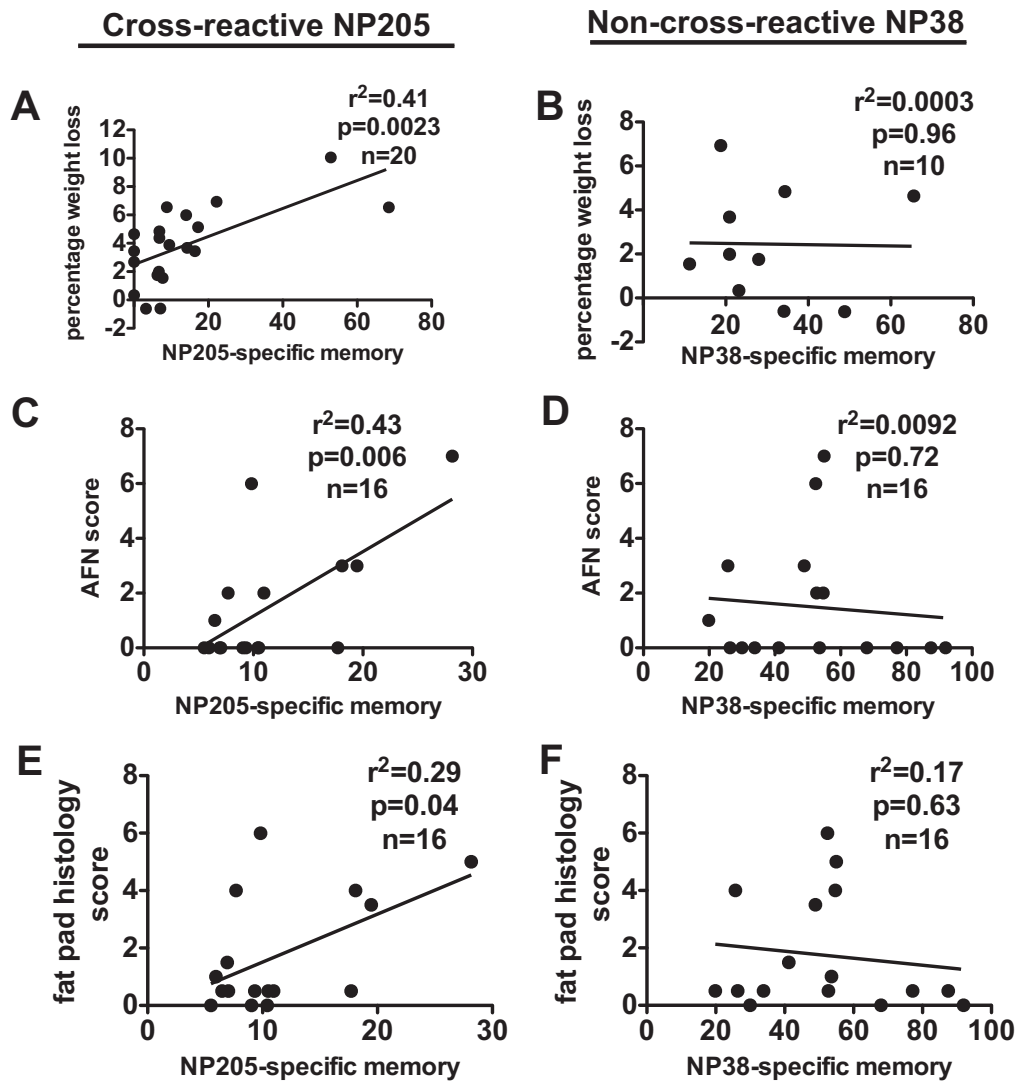 Cross-reactive NP205
Non-cross-reactive NP38
A
percentage weight loss
12
10
8
6
4
2
0
-2
20
40
60
80
NP205-specific memory
r²=0.41
p=0.0023
n=20
B
percentage weight loss
8
6
4
2
0
-2
20
40
60
80
NP38-specific memory
r²=0.0003
p=0.96
n=10
C
AFN score
8
6
4
2
0
0
10
20
30
NP205-specific memory
r²=0.43
p=0.006
n=16
D
AFN score
8
6
4
2
0
0
20
40
60
80
100
NP38-specific memory
r²=0.0092
p=0.72
n=16
E
fat pad histology
score
8
6
4
2
0
0
10
20
30
NP205-specific memory
r²=0.29
p=0.04
n=16
F
fat pad histology
score
8
6
4
2
0
0
20
40
60
80
100
NP38-specific memory
r²=0.17
p=0.63
n=16